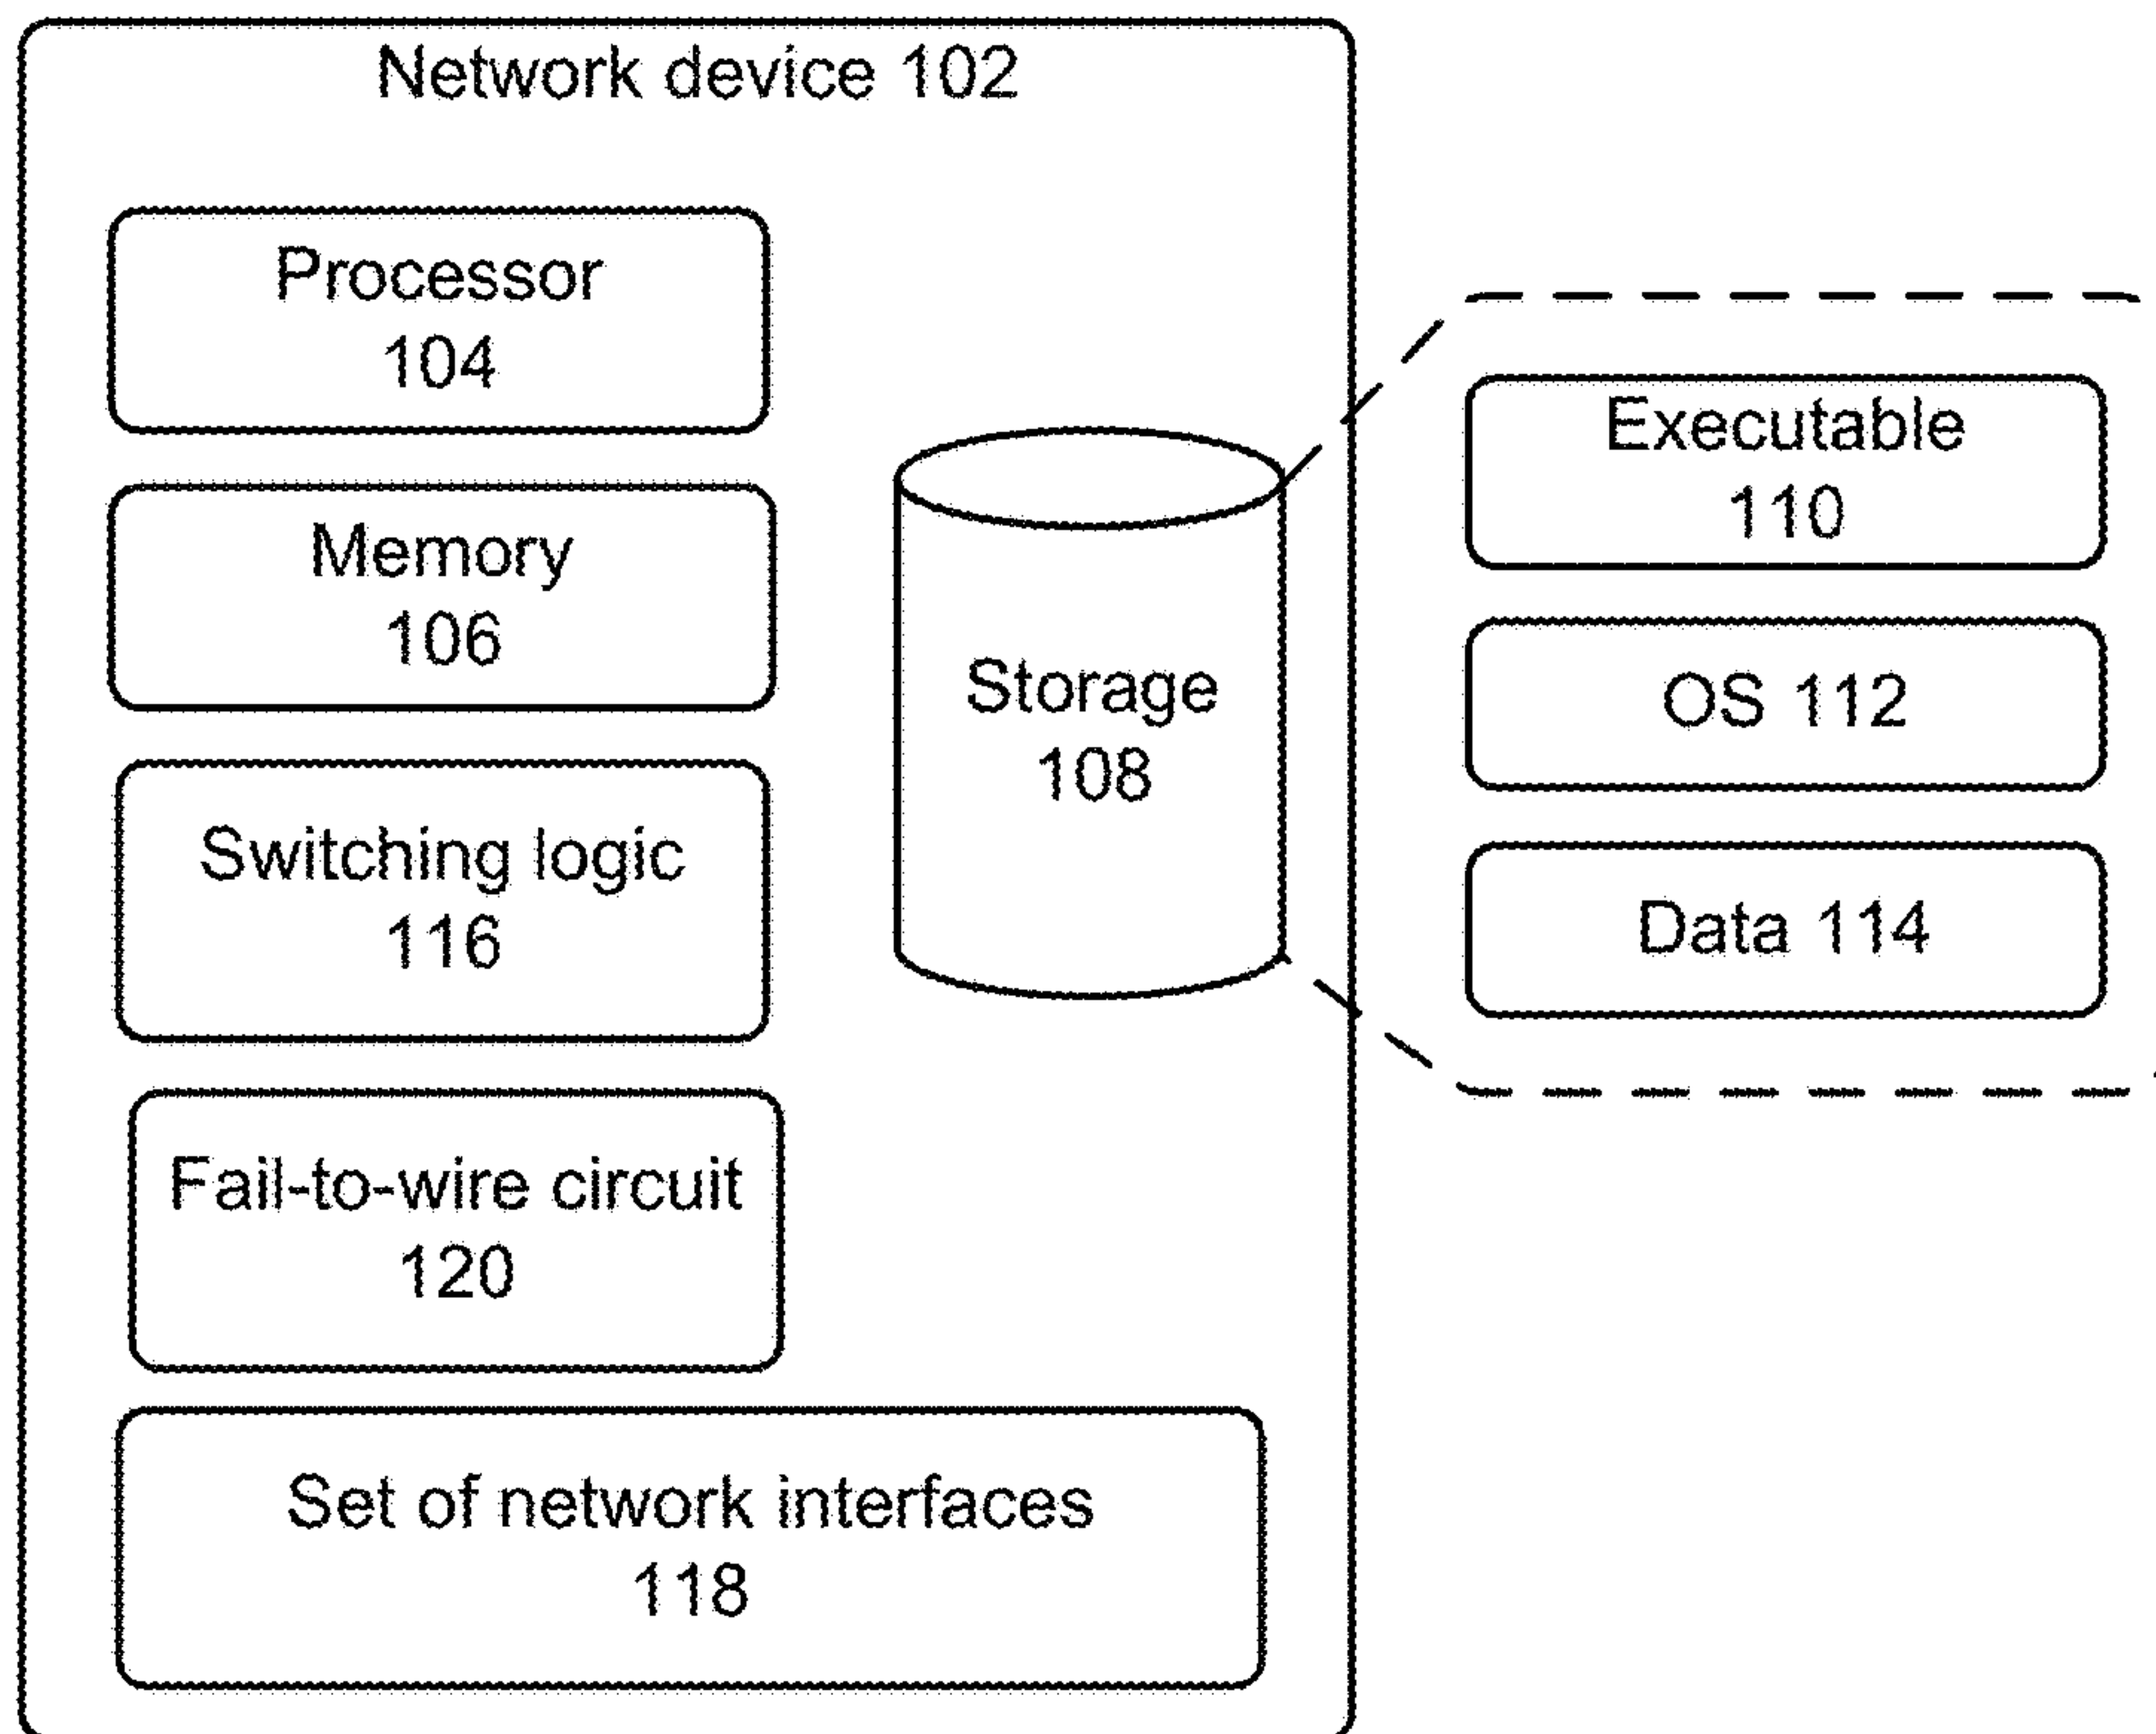 Network device 102
Processor
104
Memory
106
Switching logic
116
Fail-to-wire circuit
120
Set of network interfaces
118
Storage
108
Executable
110
OS 112
Data 114